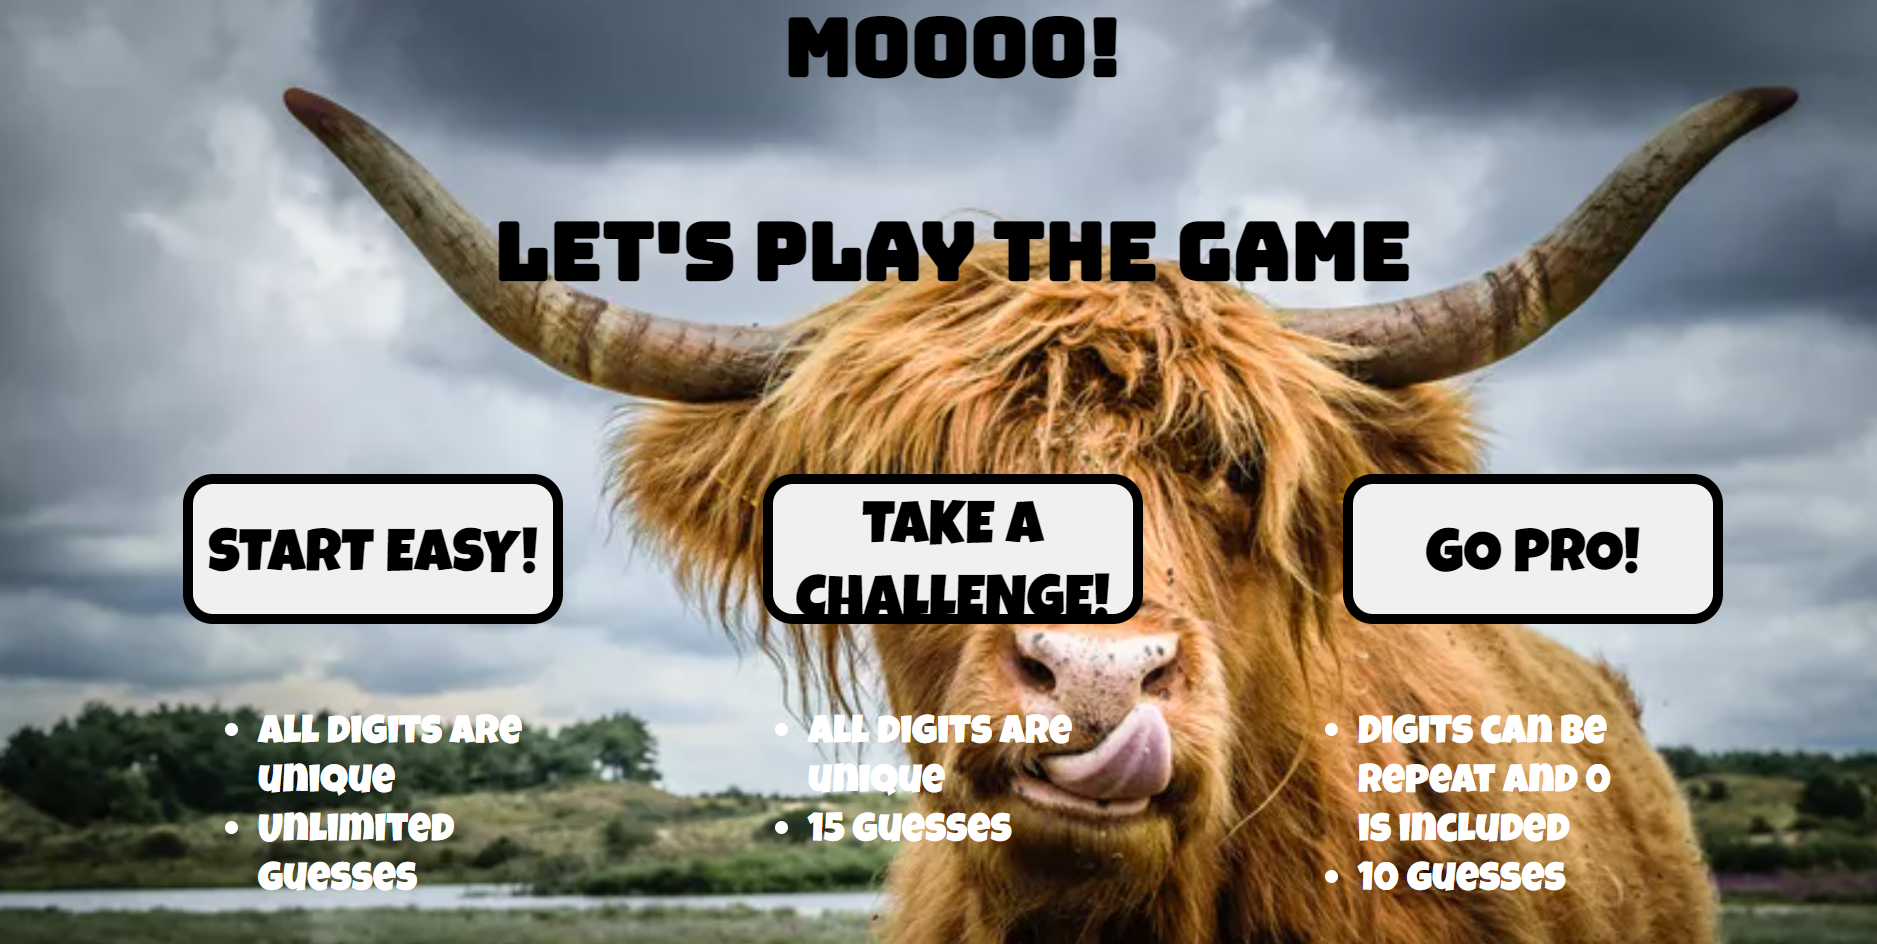 MOOOO!
LET'S PLAY THE GAME
START EASY!
TAKE A
CHALLENGE!
GO PRO!
• ALL DIGITS ARE
UNIQUE
• UNLIMITED
GUESSES
• ALL DIGITS ARE
UNIQUE
• 15 GUESSES
• DIGITS CAN BE
REPEAT AND 0
IS INCLUDED
• 10 GUESSES